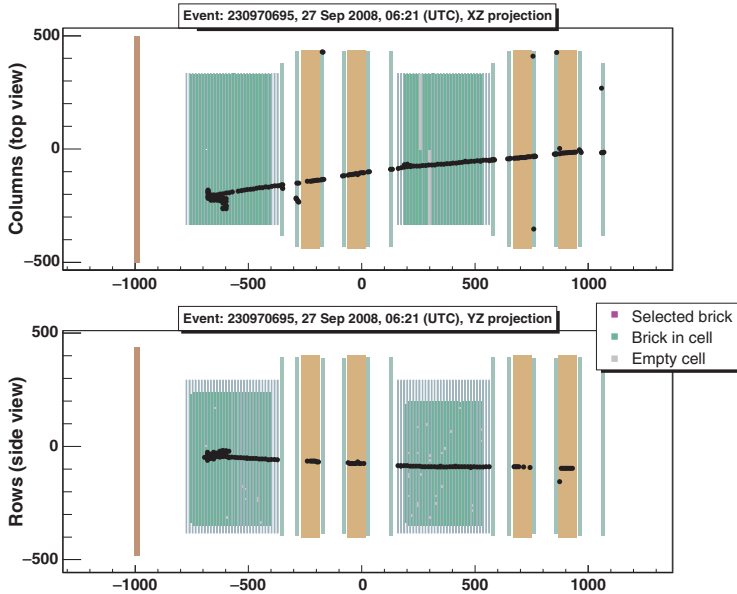 Event: 230970695, 27 Sep 2008, 06:21 (UTC), XZ projection
500
0
−500
Columns (top view)
−1000
−500
0
500
1000
Event: 230970695, 27 Sep 2008, 06:21 (UTC), YZ projection
Selected brick
Brick in cell
Empty cell
500
0
−500
Rows (side view)
−1000
−500
0
500
1000